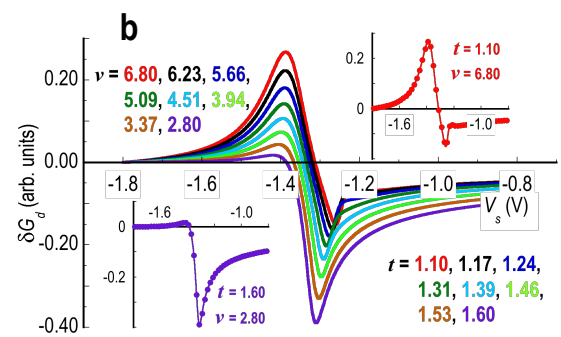 b
0.20
0.00
-0.20
-0.40
δG_d (arb. units)
ν = 6.80, 6.23, 5.66,
5.09, 4.51, 3.94,
3.37, 2.80
0.2
0
-1.6
-1.0
t = 1.10
ν = 6.80
-1.8
-1.6
-1.4
-1.2
-1.0
-0.8
V_s (V)
0
-0.2
-1.6
-1.0
t = 1.60
ν = 2.80
t = 1.10, 1.17, 1.24,
1.31, 1.39, 1.46,
1.53, 1.60